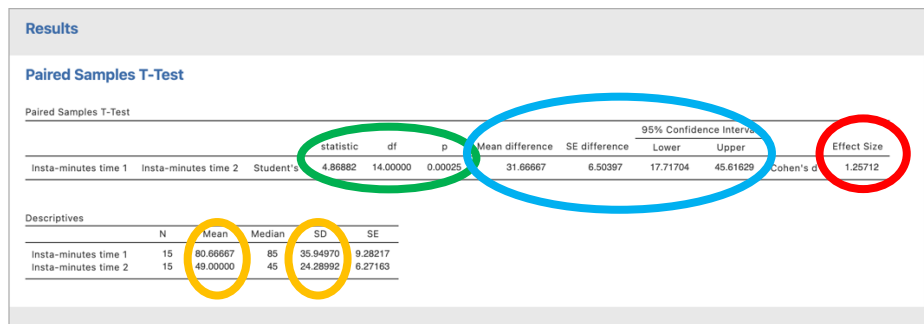 Results
Paired Samples T-Test
Paired Samples T-Test
95% Confidence Interval
statistic df p Mean difference SE difference Lower Upper Effect Size
Insta-minutes time 1 Insta-minutes time 2 Student's 4.86882 14.00000 0.00025 31.66667 6.50397 17.71704 45.61629 Cohen's d 1.25712
Descriptives
N Mean Median SD SE
Insta-minutes time 1 15 80.66667 85 35.94970 9.28217
Insta-minutes time 2 15 49.00000 45 24.28992 6.27163